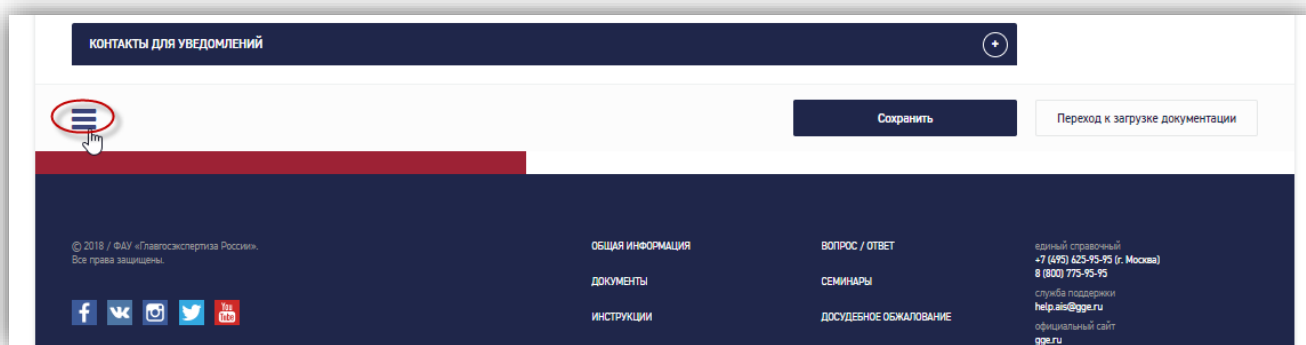 КОНТАКТЫ ДЛЯ УВЕДОМЛЕНИЙ
Сохранить
Переход к загрузке документации
© 2018 / ФАУ «Главгосэкспертиза России».
Все права защищены.
f
You
Tube
ОБЩАЯ ИНФОРМАЦИЯ
ДОКУМЕНТЫ
ИНСТРУКЦИИ
ВОПРОС / ОТВЕТ
СЕМИНАРЫ
ДОСУДЕБНОЕ ОБЖАЛОВАНИЕ
единый справочный
+7 (495) 625-95-95 (г. Москва)
8 (800) 775-95-95
служба поддержки
help.ais@gge.ru
официальный сайт
gge.ru